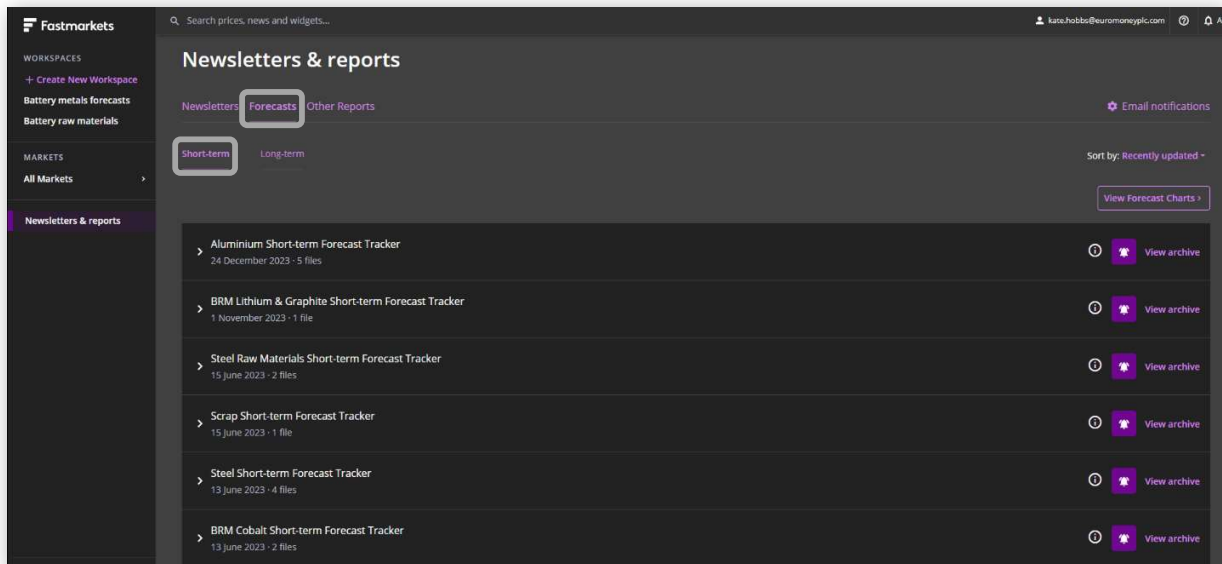 Fastmarkets
Search prices, news and widgets...
kate.hobbs@euromoneyplc.com
WORKSPACES
+ Create New Workspace
Battery metals forecasts
Battery raw materials
MARKETS
All Markets
Newsletters & reports
Newsletters & reports
Newsletters Forecasts Other Reports
Email notifications
Short-term Long-term
Sort by: Recently updated
View Forecast Charts
Aluminium Short-term Forecast Tracker
24 December 2023 · 5 files
View archive
BRM Lithium & Graphite Short-term Forecast Tracker
1 November 2023 · 1 file
View archive
Steel Raw Materials Short-term Forecast Tracker
15 June 2023 · 2 files
View archive
Scrap Short-term Forecast Tracker
15 June 2023 · 1 file
View archive
Steel Short-term Forecast Tracker
13 June 2023 · 4 files
View archive
BRM Cobalt Short-term Forecast Tracker
13 June 2023 · 2 files
View archive